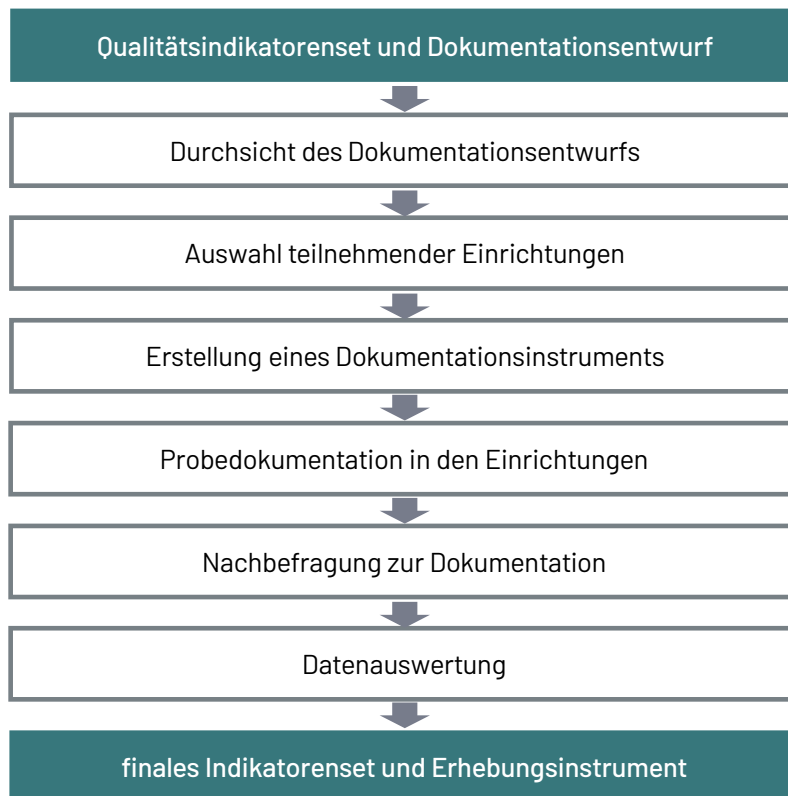 Qualitätsindikatorenset und Dokumentationsentwurf
Durchsicht des Dokumentationsentwurfs
Auswahl teilnehmender Einrichtungen
Erstellung eines Dokumentationsinstruments
Probedokumentation in den Einrichtungen
Nachbefragung zur Dokumentation
Datenauswertung
finales Indikatorenset und Erhebungsinstrument